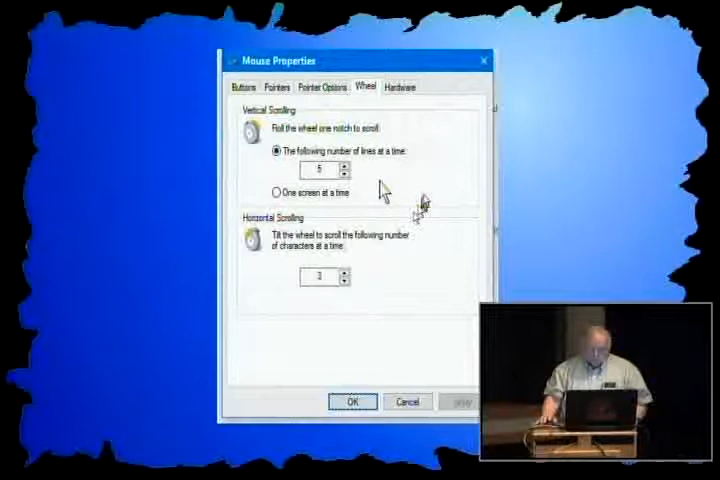 Mouse Properties
Buttons Pointers Pointer Options Wheel Hardware
Vertical Scrolling
Roll the wheel one notch to scroll:
The following number of lines at a time:
5
One screen at a time
Horizontal Scrolling
Tilt the wheel to scroll the following number
of characters at a time:
3
OK Cancel Apply